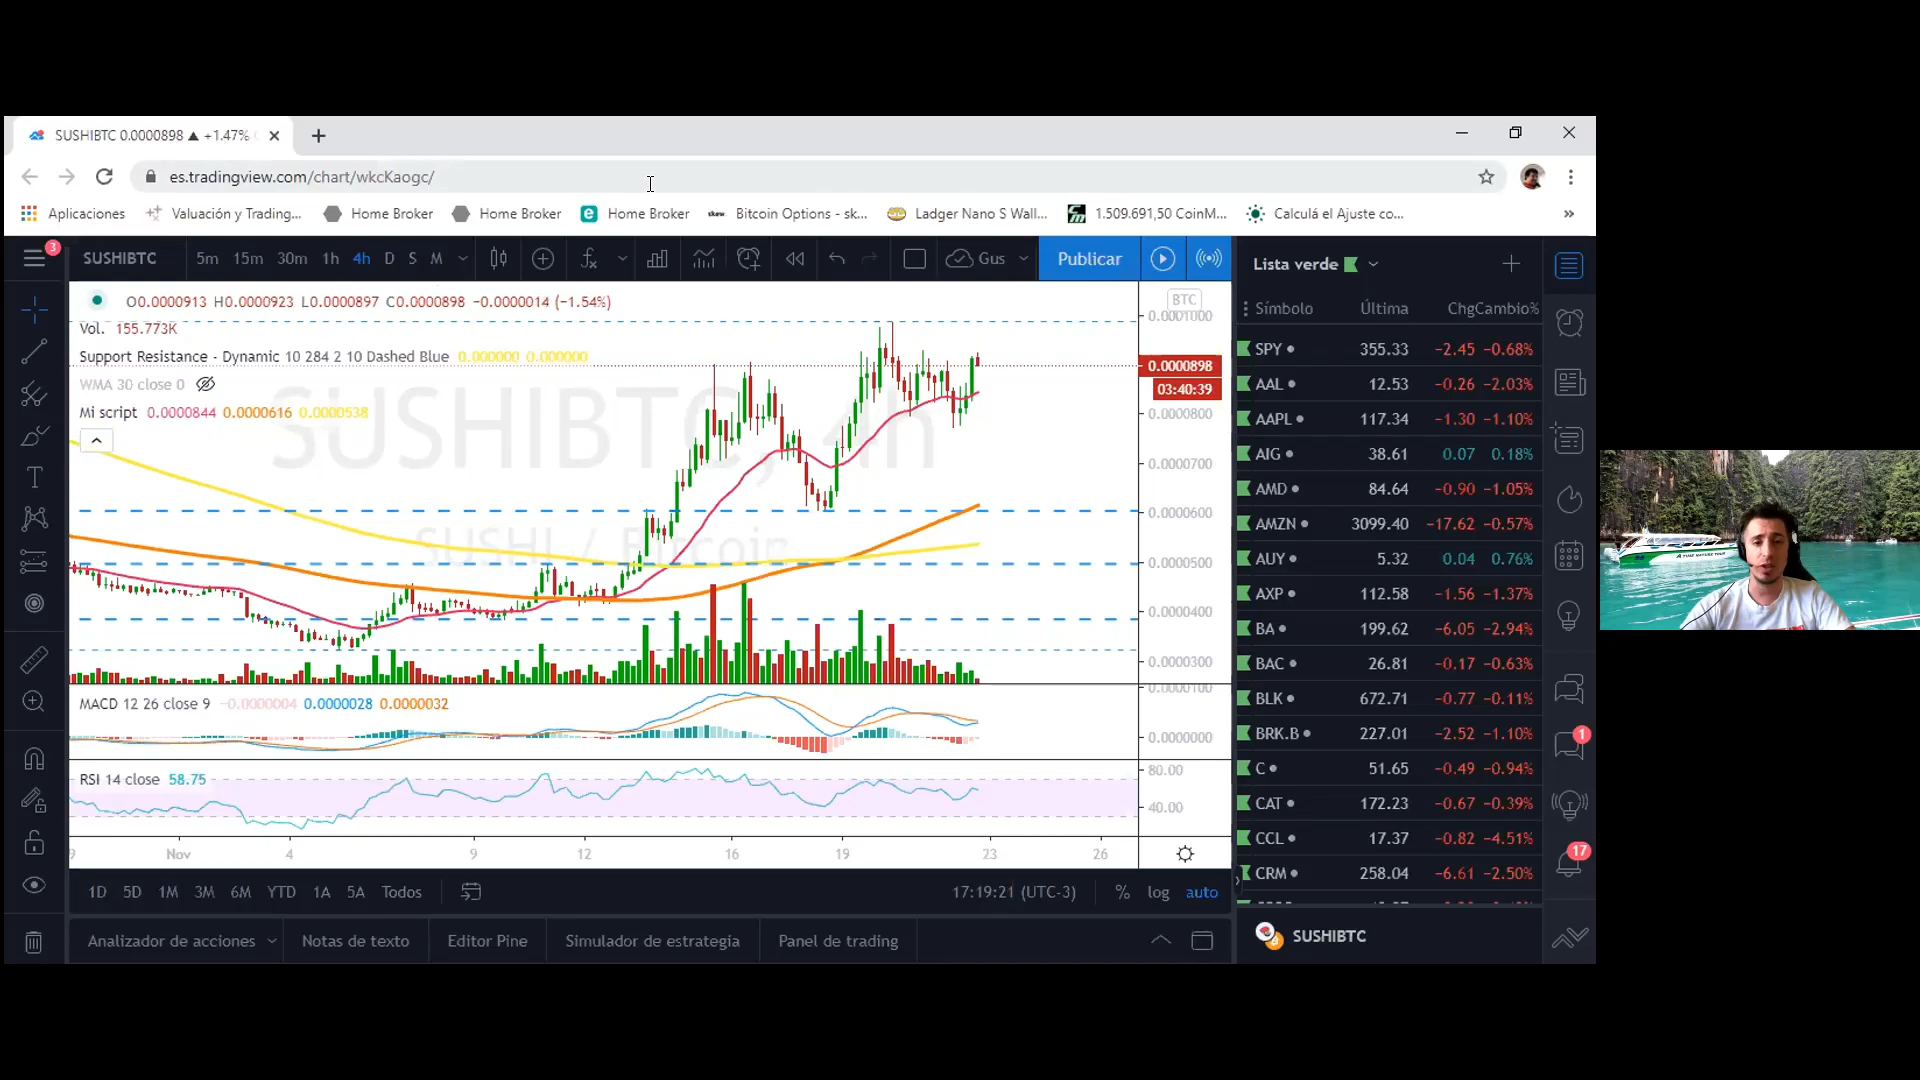 SUSHIBTC 0.0000898 ▲ +1.47%
es.tradingview.com/chart/wkcKaogc/
Aplicaciones Valuación y Trading... Home Broker Home Broker Home Broker skew Bitcoin Options - sk... Ladger Nano S Wall... 1.509.691,50 CoinM... Calculá el Ajuste co... »
3 SUSHIBTC 5m 15m 30m 1h 4h D S M Gus Publicar
Lista verde
O0.0000913 H0.0000923 L0.0000897 C0.0000898 −0.0000014 (−1.54%)
Vol. 155.773K
Support Resistance - Dynamic 10 284 2 10 Dashed Blue 0.000000 0.000000
WMA 30 close 0
Mi script 0.0000844 0.0000616 0.0000538
SUSHIBTC, 4h
SUSHI / Bitcoin
BTC
0.0001000
0.0000898
03:40:39
0.0000800
0.0000700
0.0000600
0.0000500
0.0000400
0.0000300
MACD 12 26 close 9 −0.0000004 0.0000028 0.0000032
0.0000100
0.0000000
RSI 14 close 58.75
80.00
40.00
9 Nov 4 9 12 16 19 23 26
1D 5D 1M 3M 6M YTD 1A 5A Todos 17:19:21 (UTC-3) % log auto
Analizador de acciones Notas de texto Editor Pine Simulador de estrategia Panel de trading
Símbolo Última Chg Cambio%
SPY 355.33 −2.45 −0.68%
AAL 12.53 −0.26 −2.03%
AAPL 117.34 −1.30 −1.10%
AIG 38.61 0.07 0.18%
AMD 84.64 −0.90 −1.05%
AMZN 3099.40 −17.62 −0.57%
AUY 5.32 0.04 0.76%
AXP 112.58 −1.56 −1.37%
BA 199.62 −6.05 −2.94%
BAC 26.81 −0.17 −0.63%
BLK 672.71 −0.77 −0.11%
BRK.B 227.01 −2.52 −1.10%
C 51.65 −0.49 −0.94%
CAT 172.23 −0.67 −0.39%
CCL 17.37 −0.82 −4.51%
CRM 258.04 −6.61 −2.50%
SUSHIBTC
1
17